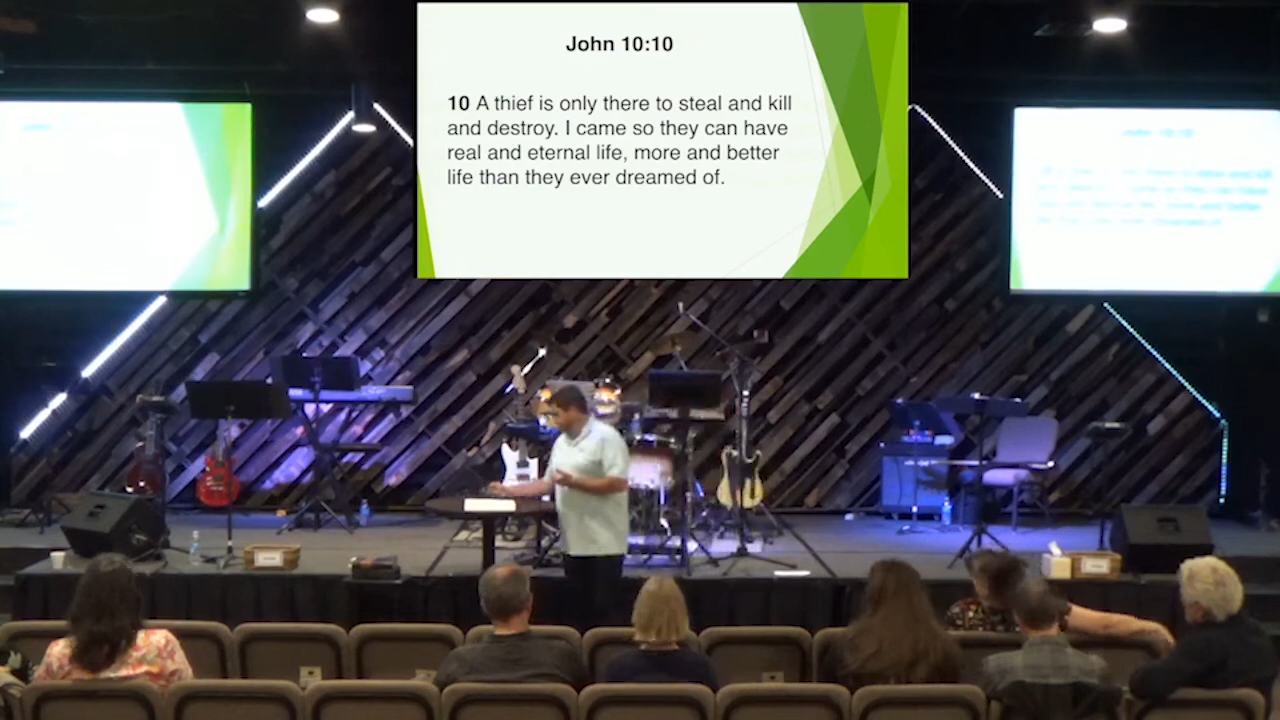 John 10:10
10 A thief is only there to steal and kill
and destroy. I came so they can have
real and eternal life, more and better
life than they ever dreamed of.